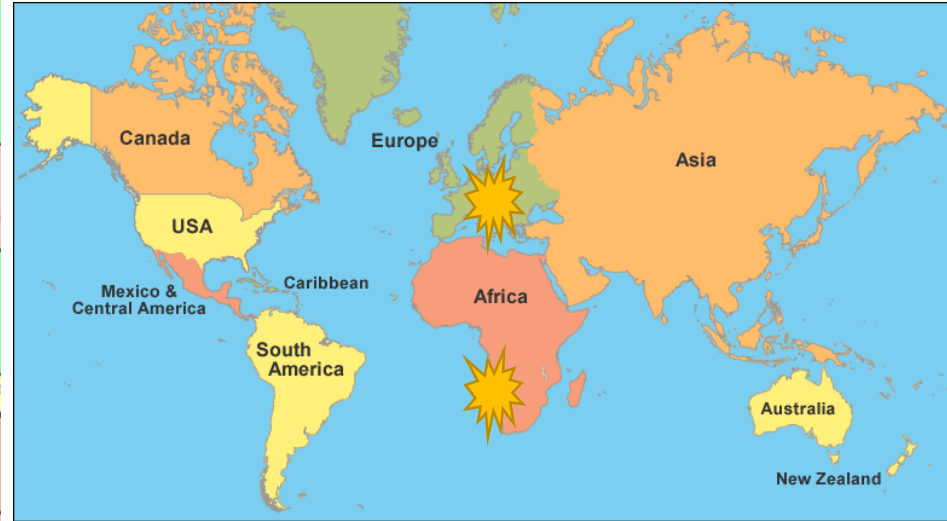 Europe
Canada
Asia
USA
Caribbean
Mexico &
Central America
Africa
South
America
Australia
New Zealand